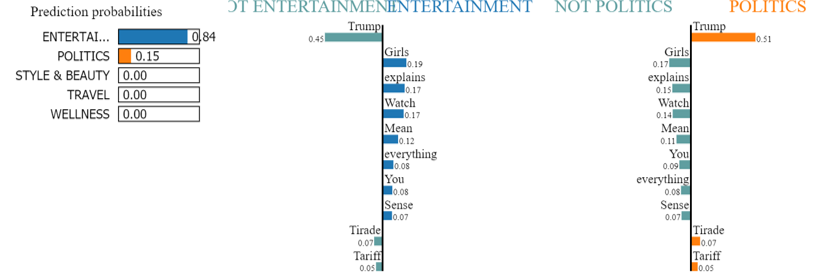 Prediction probabilities
ENTERTAI... 0.84
POLITICS 0.15
STYLE & BEAUTY 0.00
TRAVEL 0.00
WELLNESS 0.00
OT ENTERTAINMENT ENTERTAINMENT
Trump
0.45
Girls
0.19
explains
0.17
Watch
0.17
Mean
0.12
everything
0.08
You
0.08
Sense
0.07
Tirade
0.07
Tariff
0.05
NOT POLITICS POLITICS
Trump
0.51
Girls
0.17
explains
0.15
Watch
0.14
Mean
0.11
You
0.09
everything
0.08
Sense
0.07
Tirade
0.07
Tariff
0.05